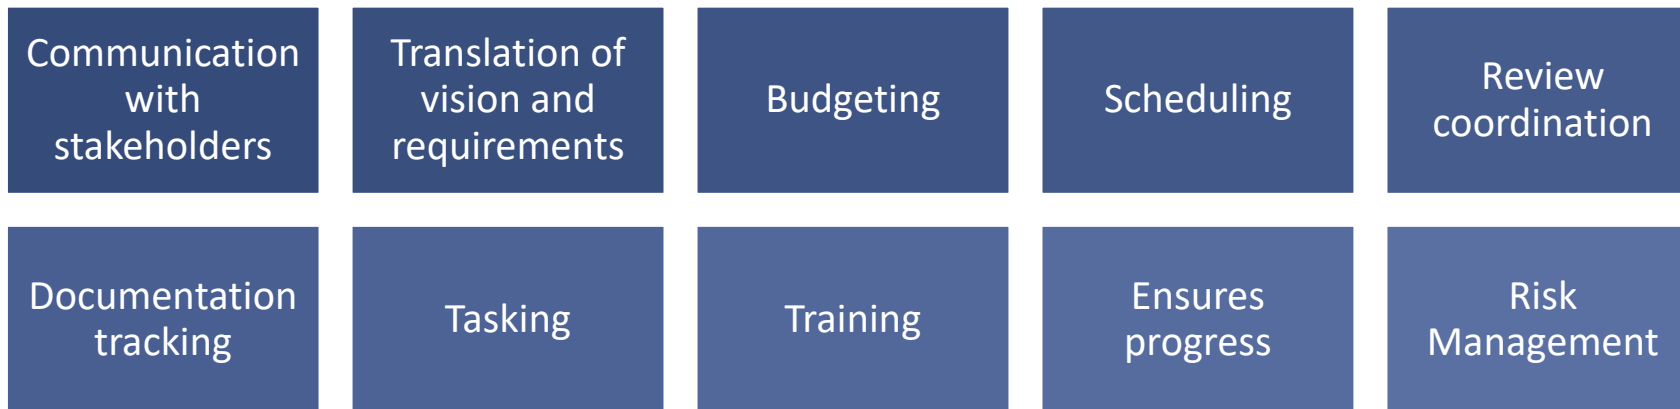 Communication
with
stakeholders
Translation of
vision and
requirements
Budgeting
Scheduling
Review
coordination
Documentation
tracking
Tasking
Training
Ensures
progress
Risk
Management